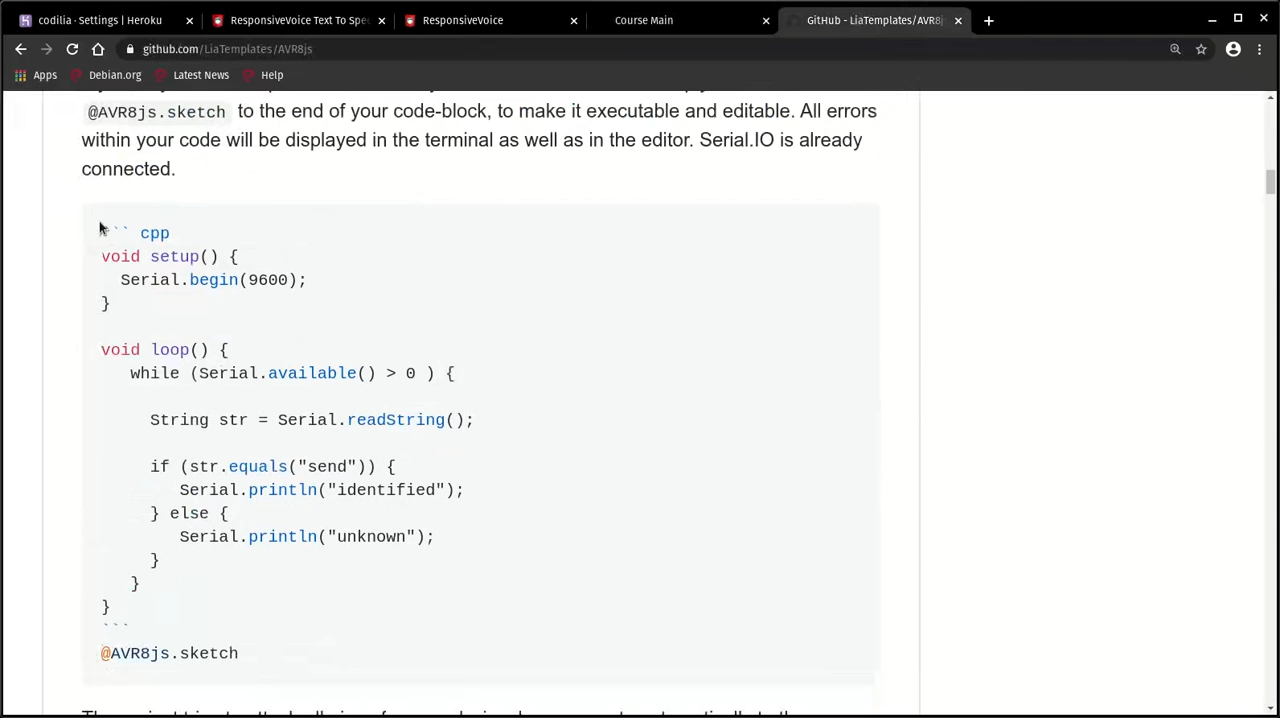 codilia · Settings | Heroku
ResponsiveVoice Text To Spe
ResponsiveVoice
Course Main
GitHub - LiaTemplates/AVR8j
github.com/LiaTemplates/AVR8js
Apps
Debian.org
Latest News
Help
@AVR8js.sketch to the end of your code-block, to make it executable and editable. All errors
within your code will be displayed in the terminal as well as in the editor. Serial.IO is already
connected.
``` cpp
void setup() {
  Serial.begin(9600);
}
void loop() {
   while (Serial.available() > 0 ) {
     String str = Serial.readString();
     if (str.equals("send")) {
        Serial.println("identified");
     } else {
        Serial.println("unknown");
     }
   }
}
```
@AVR8js.sketch